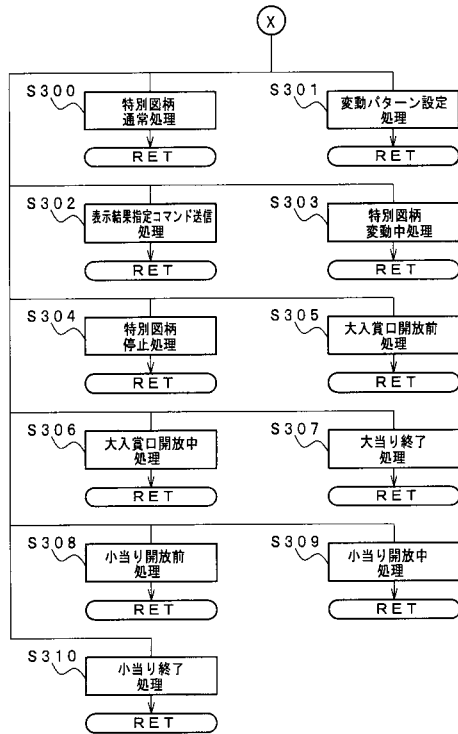 X
S300
特別図柄
通常処理
RET
S301
変動パターン設定
処理
RET
S302
表示結果指定コマンド送信
処理
RET
S303
特別図柄
変動中処理
RET
S304
特別図柄
停止処理
RET
S305
大入賞口開放前
処理
RET
S306
大入賞口開放中
処理
RET
S307
大当り終了
処理
RET
S308
小当り開放前
処理
RET
S309
小当り開放中
処理
RET
S310
小当り終了
処理
RET